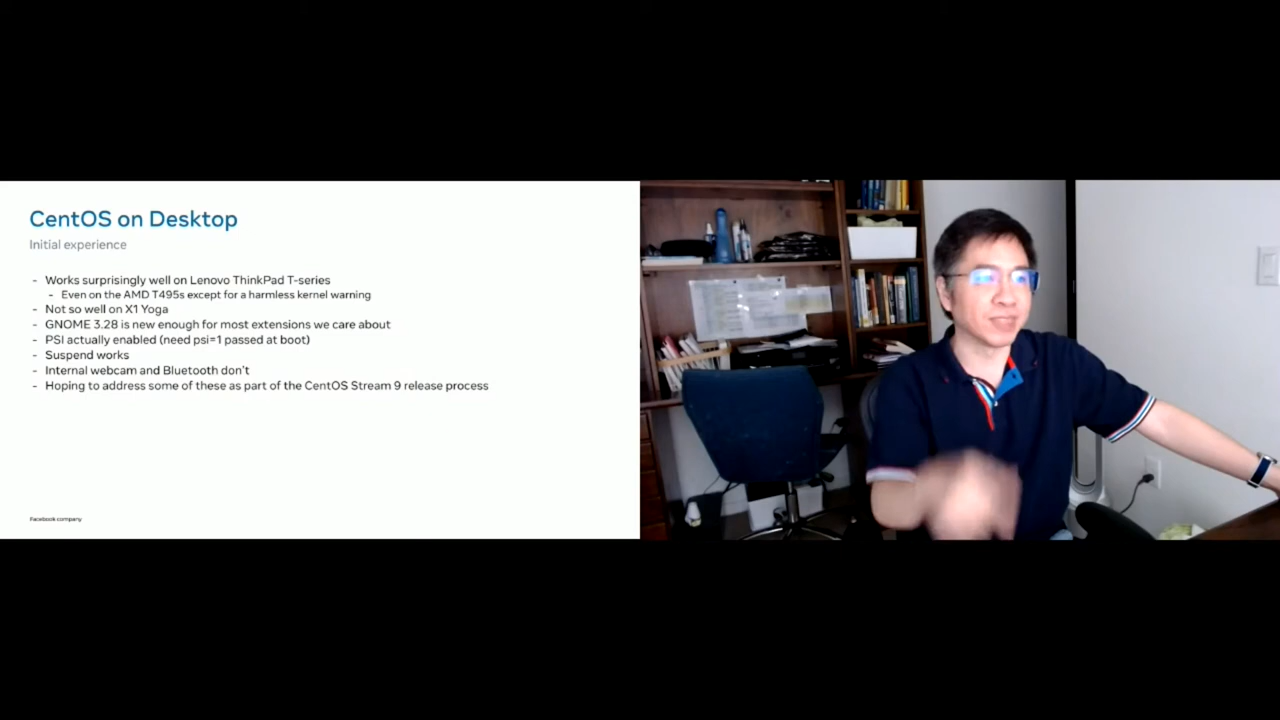 CentOS on Desktop
Initial experience
- Works surprisingly well on Lenovo ThinkPad T-series
- Even on the AMD T495s except for a harmless kernel warning
- Not so well on X1 Yoga
- GNOME 3.28 is new enough for most extensions we care about
- PSI actually enabled (need psi=1 passed at boot)
- Suspend works
- Internal webcam and Bluetooth don't
- Hoping to address some of these as part of the CentOS Stream 9 release process
Facebook company